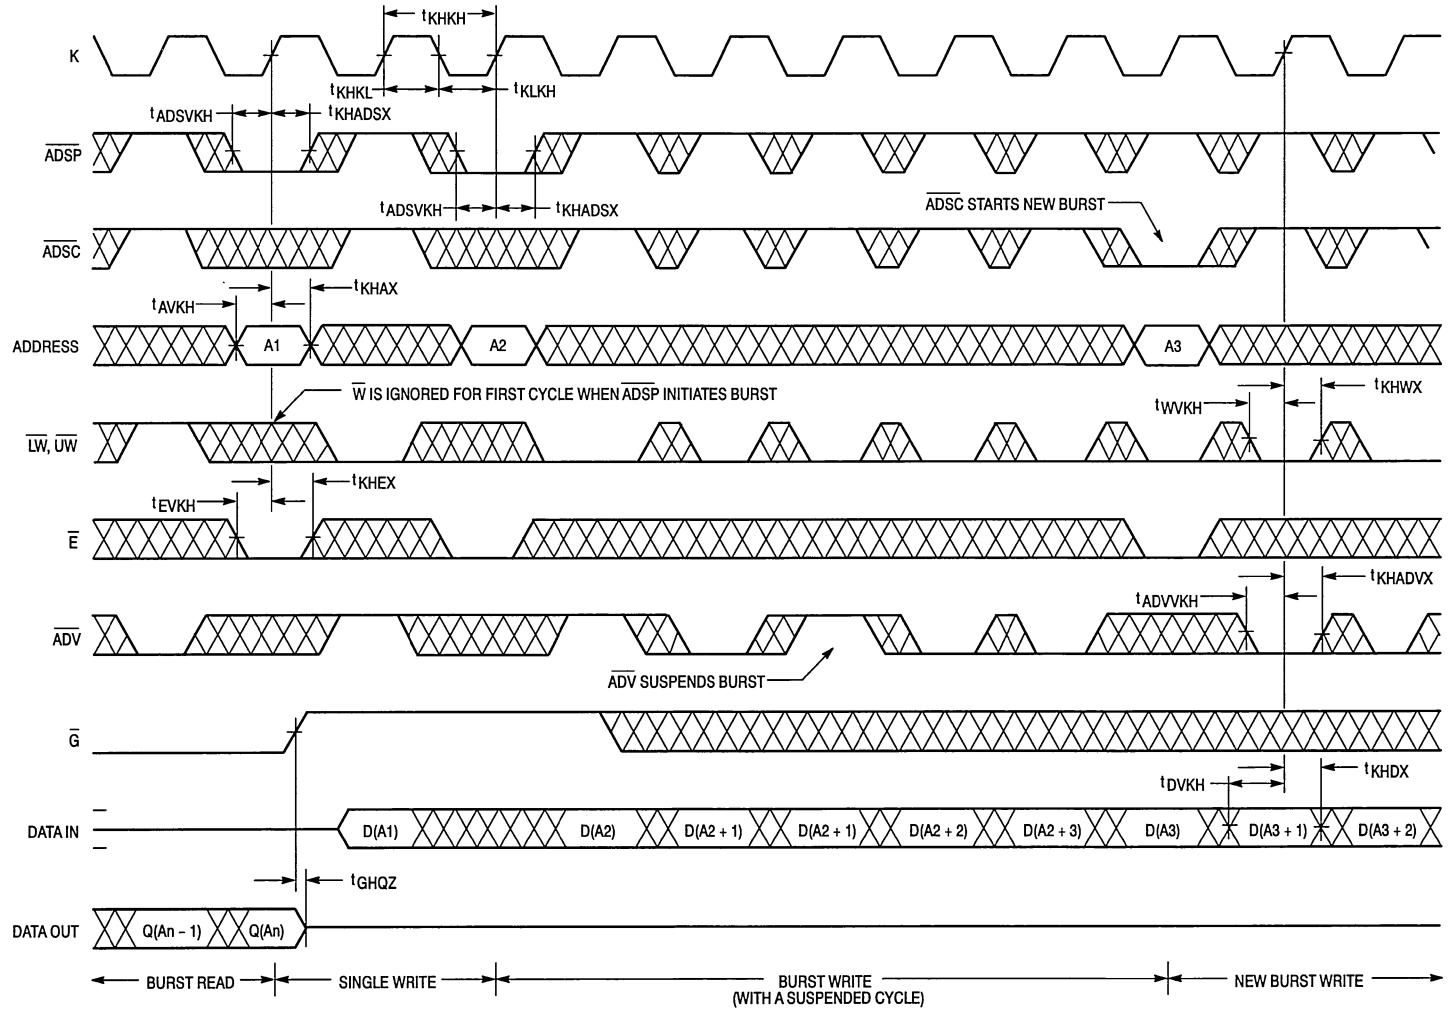 tKHKH
K
tKHKL
tKLKH
tADSVKH
tKHADSX
ADSP
tADSVKH
tKHADSX
ADSC STARTS NEW BURST
ADSC
tKHAX
tAVKH
ADDRESS
A1
A2
A3
W IS IGNORED FOR FIRST CYCLE WHEN ADSP INITIATES BURST
tKHWX
tWVKH
LW, UW
tKHEX
tEVKH
E
tKHADVX
tADVVKH
ADV
ADV SUSPENDS BURST
G
tKHDX
tDVKH
DATA IN
D(A1)
D(A2)
D(A2 + 1)
D(A2 + 1)
D(A2 + 2)
D(A2 + 3)
D(A3)
D(A3 + 1)
D(A3 + 2)
tGHQZ
DATA OUT
Q(An – 1)
Q(An)
BURST READ
SINGLE WRITE
BURST WRITE
(WITH A SUSPENDED CYCLE)
NEW BURST WRITE